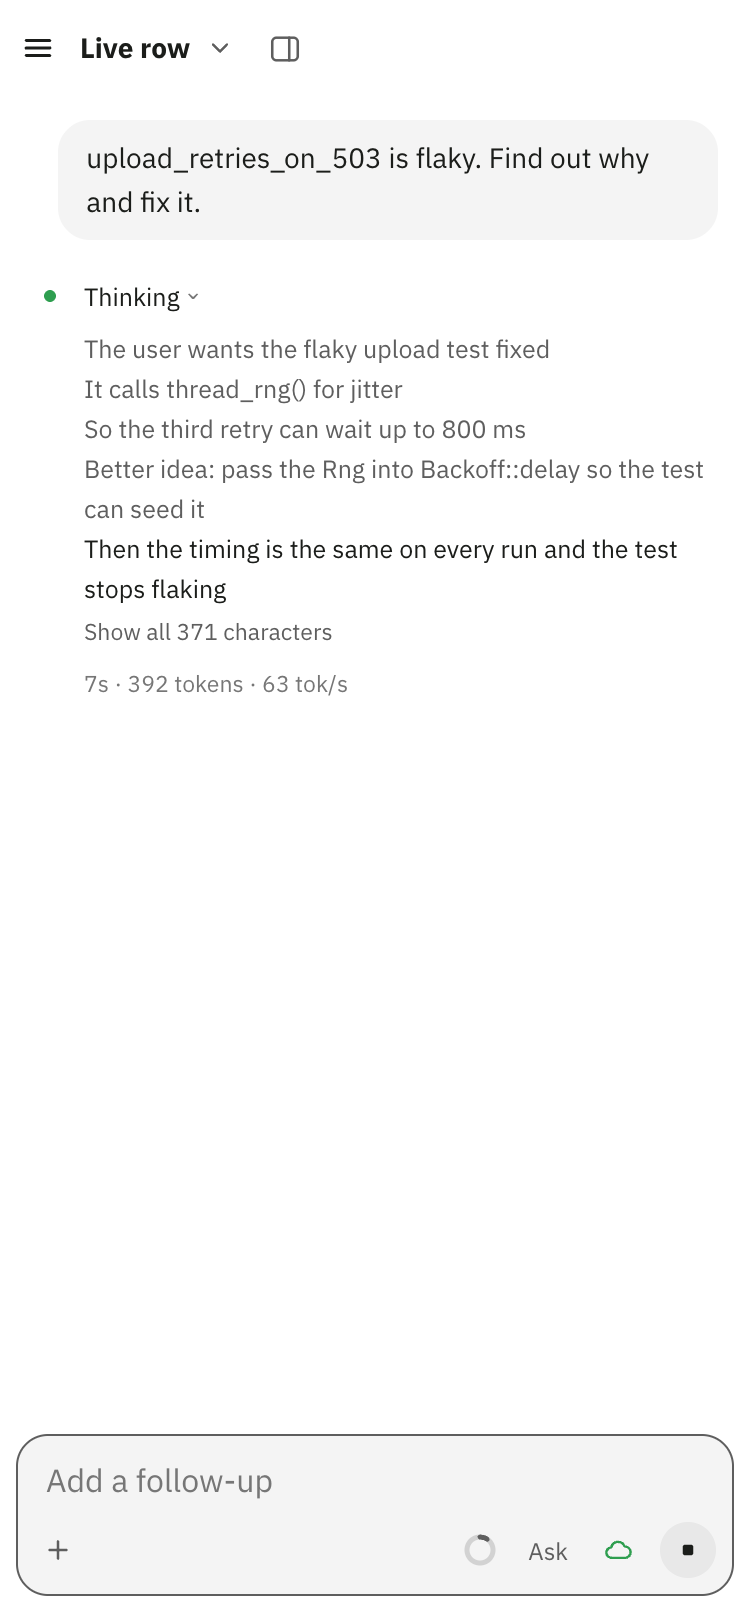 Live row
upload_retries_on_503 is flaky. Find out why
and fix it.
Thinking
The user wants the flaky upload test fixed
It calls thread_rng() for jitter
So the third retry can wait up to 800 ms
Better idea: pass the Rng into Backoff::delay so the test
can seed it
Then the timing is the same on every run and the test
stops flaking
Show all 371 characters
7s · 392 tokens · 63 tok/s
Add a follow-up
Ask